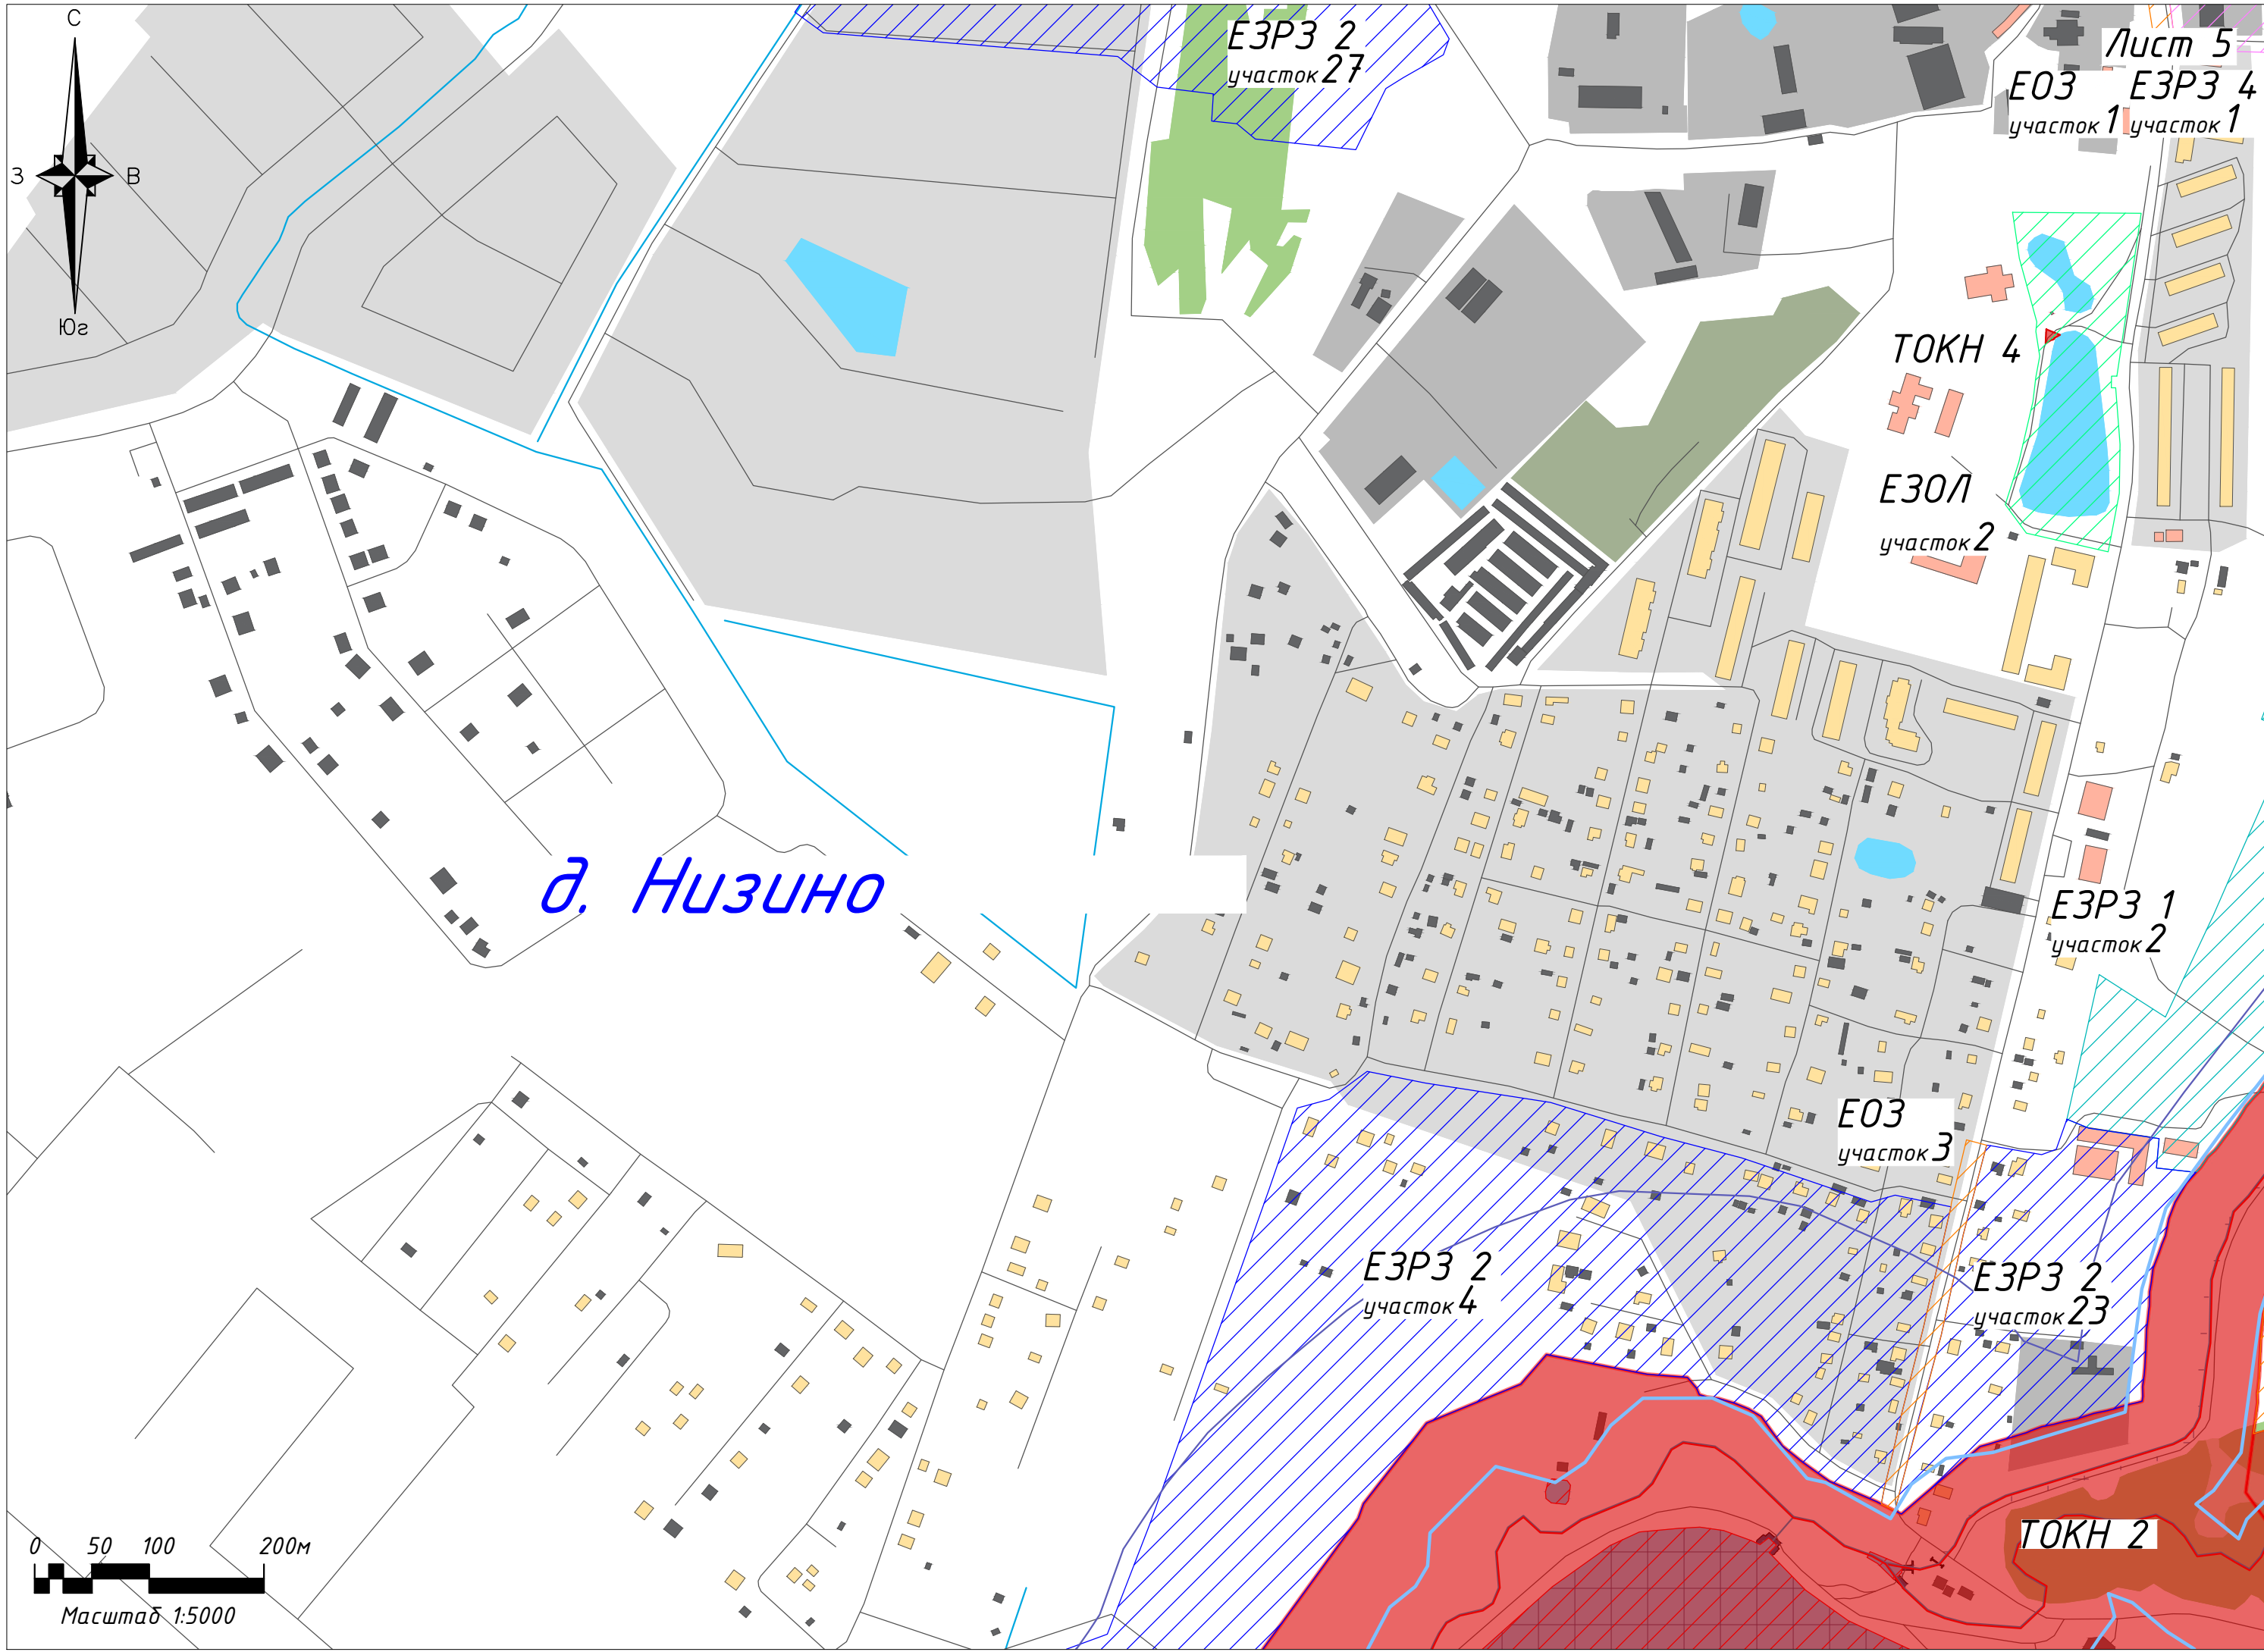 С
З
В
Юг
ЕЗРЗ 2
участок 27
Лист 5
ЕОЗ
участок 1
ЕЗРЗ 4
участок 1
ТОКН 4
ЕЗОЛ
участок 2
д. Низино
ЕЗРЗ 1
участок 2
ЕОЗ
участок 3
ЕЗРЗ 2
участок 4
ЕЗРЗ 2
участок 23
ТОКН 2
0 50 100 200м
Масштаб 1:5000